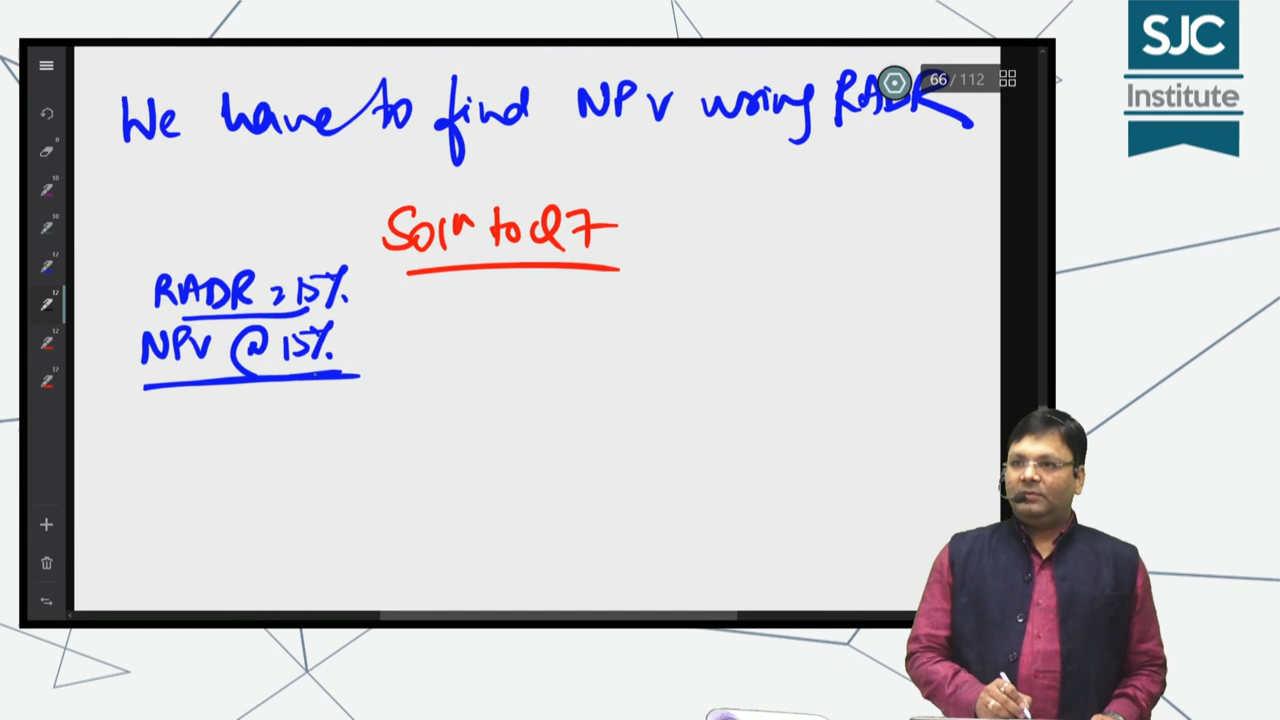 We have to find NPV using RADR
66 / 112
SJC
Institute
Soln to Q7
RADR = 15%.
NPV @ 15%.